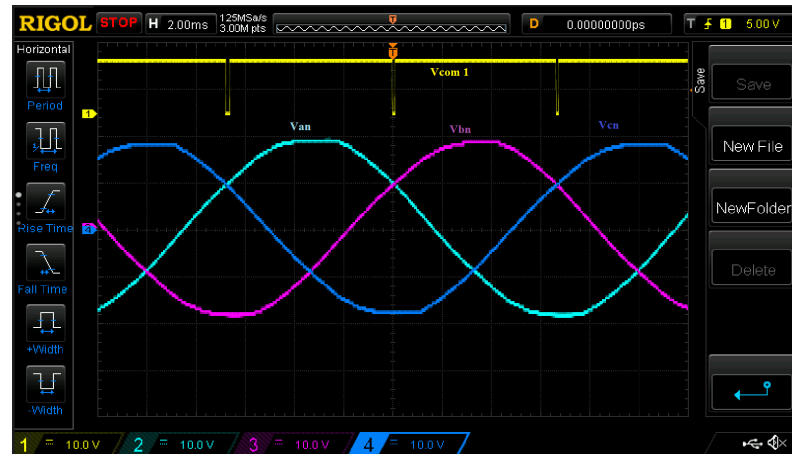 RIGOL STOP H 2.00ms 125MSa/s 3.00M pts T D 0.00000000ps T 1 5.00 V
Horizontal
Period
Freq
Rise Time
Fall Time
+Width
-Width
T
Vcom 1
1
Van Vbn Vcn
4
Save
Save
New File
NewFolder
Delete
1 = 10.0 V 2 = 10.0 V 3 = 10.0 V 4 = 10.0 V